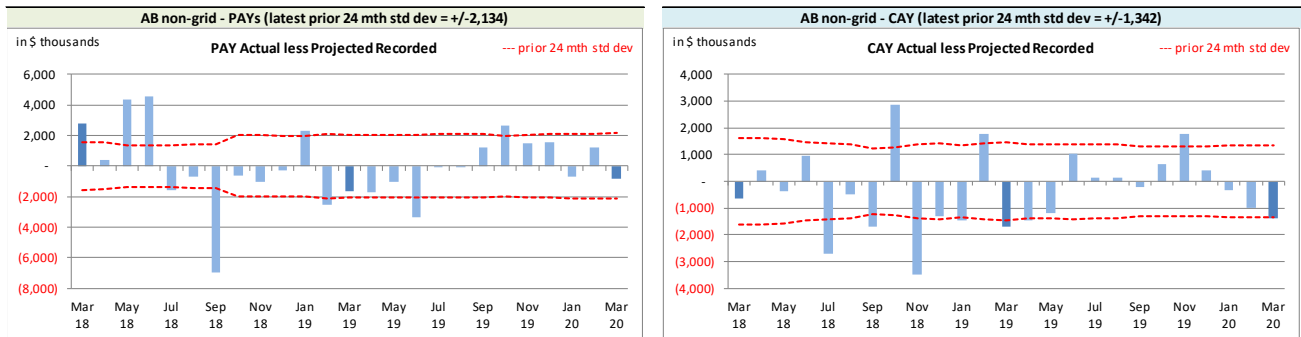 AB non-grid - PAYs (latest prior 24 mth std dev = +/-2,134)
in $ thousands
PAY Actual less Projected Recorded
--- prior 24 mth std dev
6,000
4,000
2,000
-
(2,000)
(4,000)
(6,000)
(8,000)
Mar May Jul Sep Nov Jan Mar May Jul Sep Nov Jan Mar
18 18 18 18 18 19 19 19 19 19 19 20 20
AB non-grid - CAY (latest prior 24 mth std dev = +/-1,342)
in $ thousands
CAY Actual less Projected Recorded
--- prior 24 mth std dev
4,000
3,000
2,000
1,000
-
(1,000)
(2,000)
(3,000)
(4,000)
Mar May Jul Sep Nov Jan Mar May Jul Sep Nov Jan Mar
18 18 18 18 18 19 19 19 19 19 19 20 20